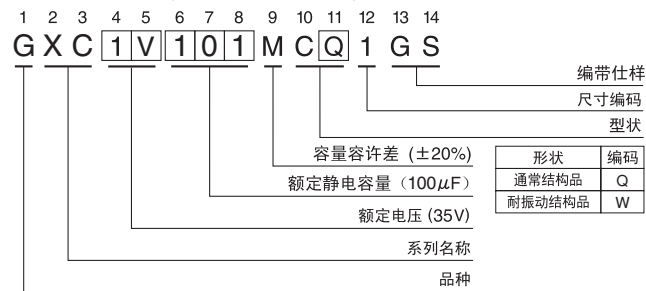 1 2 3 4 5 6 7 8 9 10 11 12 13 14
G X C 1 V 1 0 1 M C Q 1 G S
编带仕样
尺寸编码
型状
容量容许差 (±20%)
额定静电容量（100μF）
额定电压 (35V)
系列名称
品种
形状 编码
通常结构品 Q
耐振动结构品 W